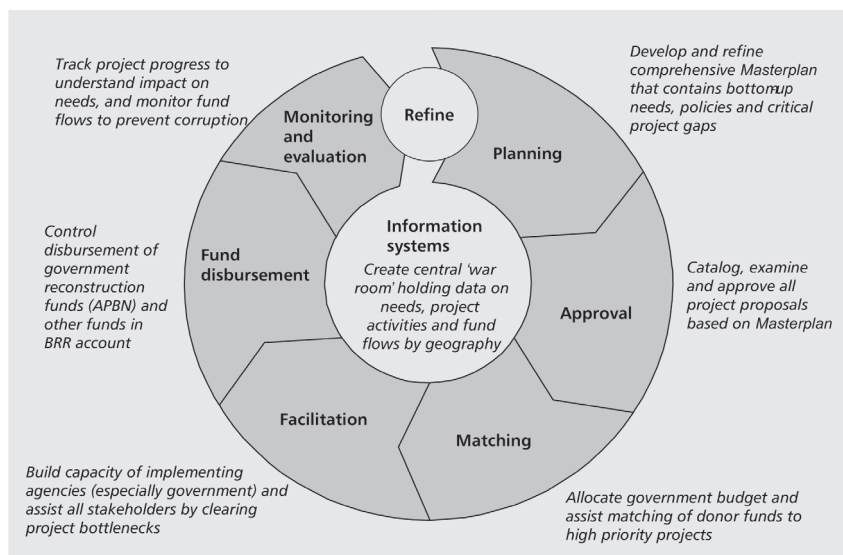 Track project progress to
understand impact on
needs, and monitor fund
flows to prevent corruption
Develop and refine
comprehensive Masterplan
that contains bottom-up
needs, policies and critical
project gaps
Refine
Monitoring
and
evaluation
Planning
Information
systems
Create central ‘war
room’ holding data on
needs, project
activities and fund
flows by geography
Control
disbursement of
government
reconstruction
funds (APBN) and
other funds in
BRR account
Fund
disbursement
Approval
Catalog, examine
and approve all
project proposals
based on Masterplan
Facilitation
Matching
Build capacity of implementing
agencies (especially government) and
assist all stakeholders by clearing
project bottlenecks
Allocate government budget and
assist matching of donor funds to
high priority projects